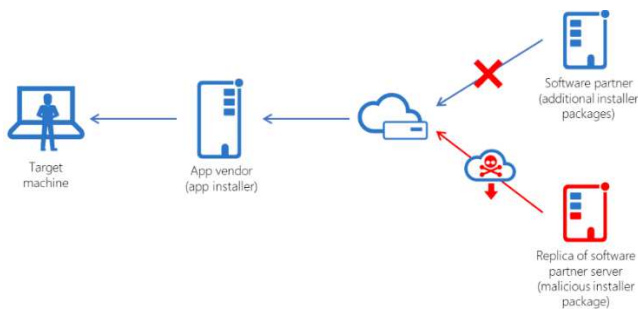 Software partner
(additional installer
packages)
Target
machine
App vendor
(app installer)
Replica of software
partner server
(malicious installer
package)